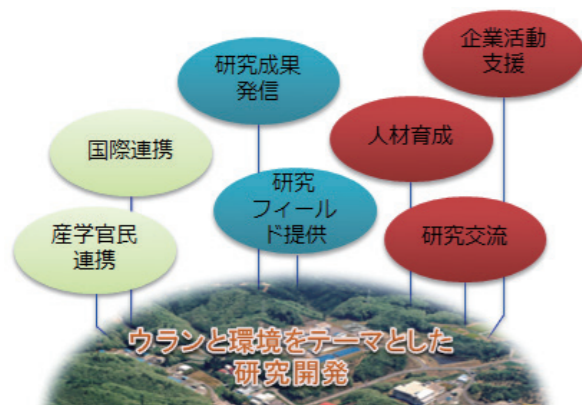 企業活動
支援
研究成果
発信
人材育成
国際連携
研究
フィール
ド提供
産学官民
連携
研究交流
ウランと環境をテーマとした
研究開発